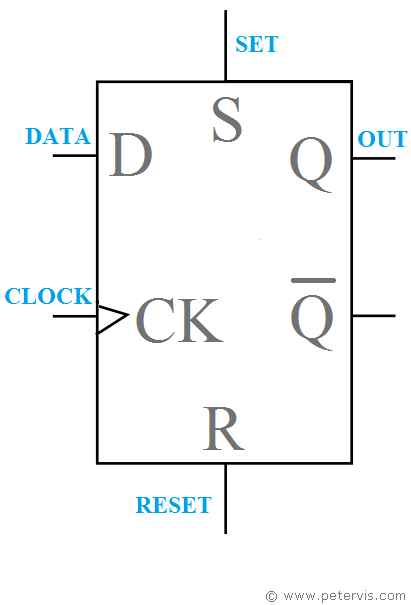 SET
S
DATA
D
Q
OUT
CLOCK
CK
Q̅
R
RESET
© www.petervis.com